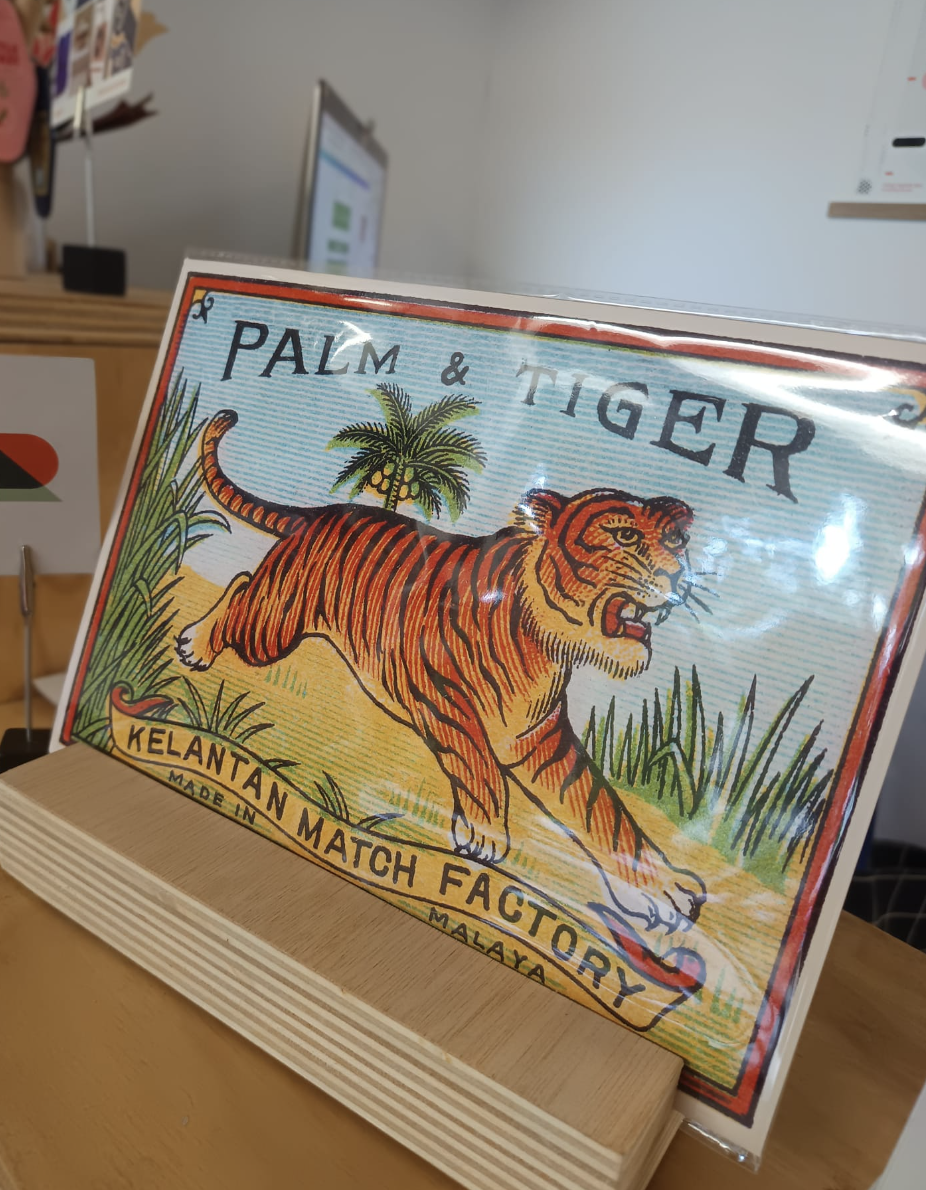 PALM & TIGER
KELANTAN MATCH FACTORY
MADE IN MALAYA